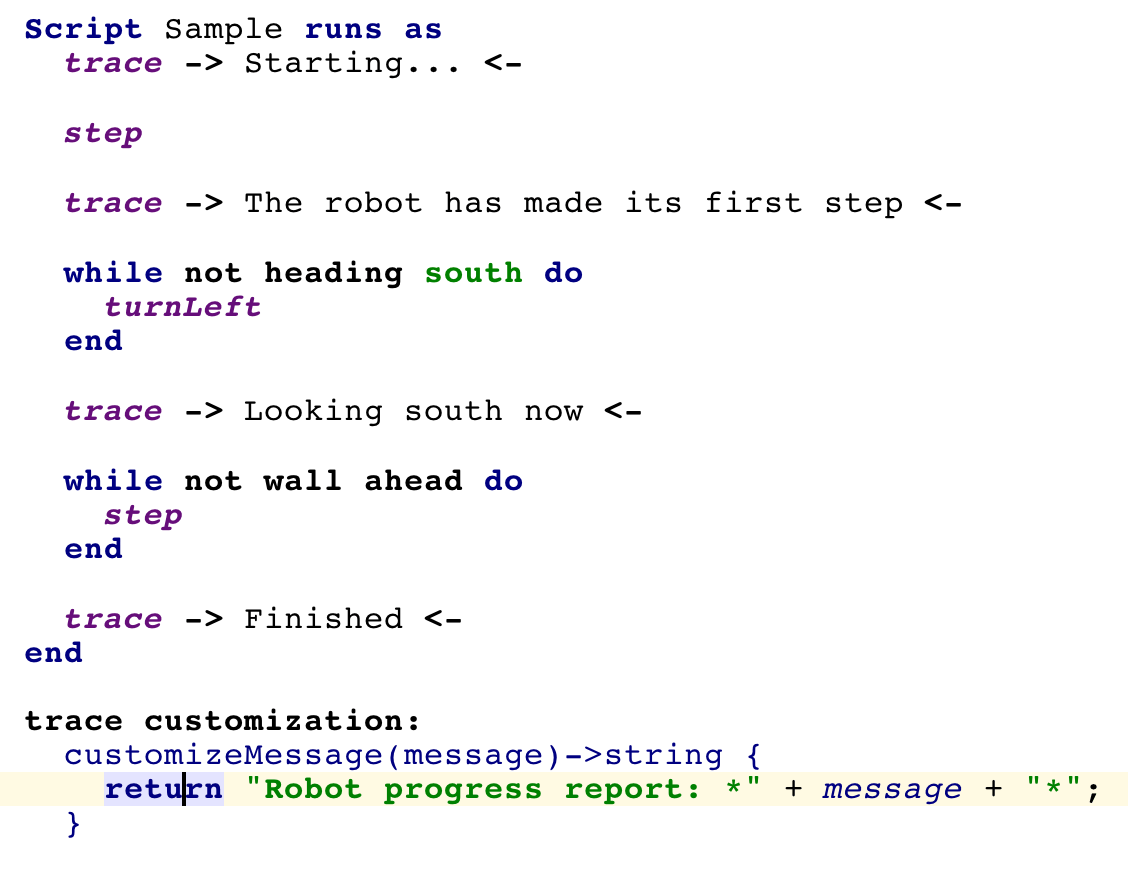 Script Sample runs as
trace -> Starting... <-
step
trace -> The robot has made its first step <-
while not heading south do
turnLeft
end
trace -> Looking south now <-
while not wall ahead do
step
end
trace -> Finished <-
end
trace customization:
customizeMessage(message)->string {
return "Robot progress report: *" + message + "*";
}